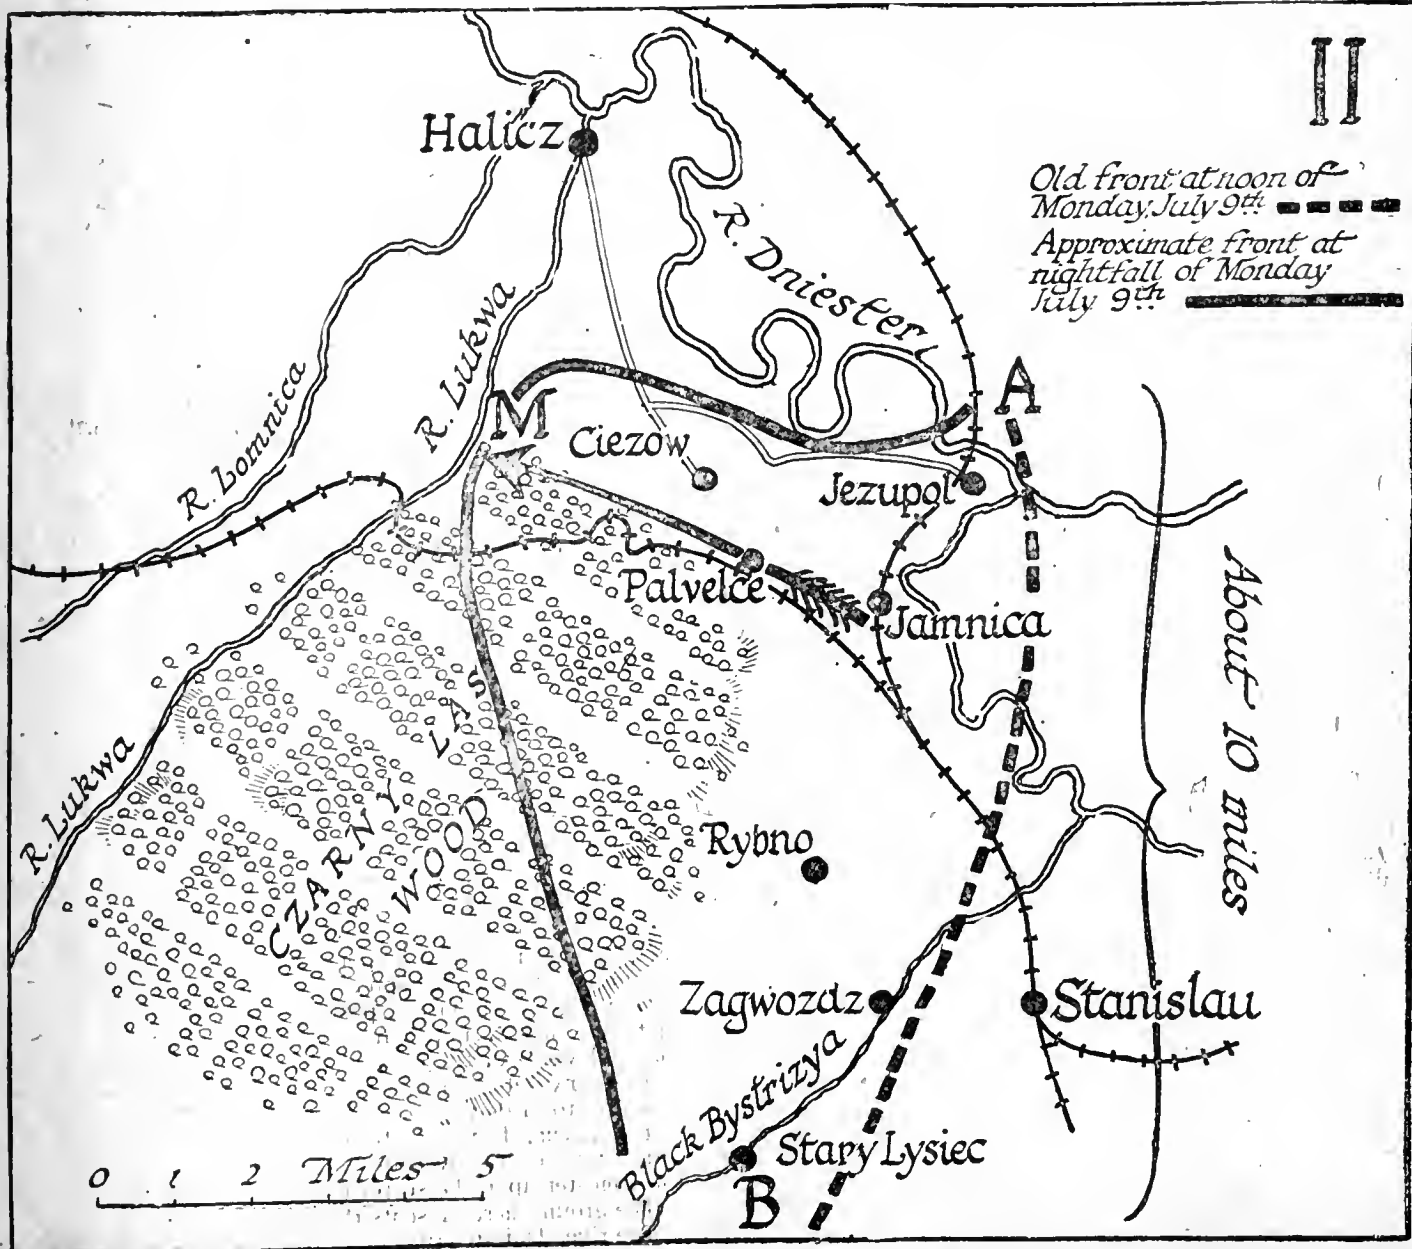 II
Old front at noon of
Monday July 9th
Approximate front at
nightfall of Monday
July 9th
Halicz
R. Dniester
R. Lukwa
R. Lomnica
A
M
Ciezow
Jezupol
Palvelce
Jamnica
About 10 miles
R. Lukwa
CZARNY LAS
WOOD
Rybno
Zagwozdz
Stanislau
Black Bystrizya
Stary Lysiec
B
0 1 2 Miles 5